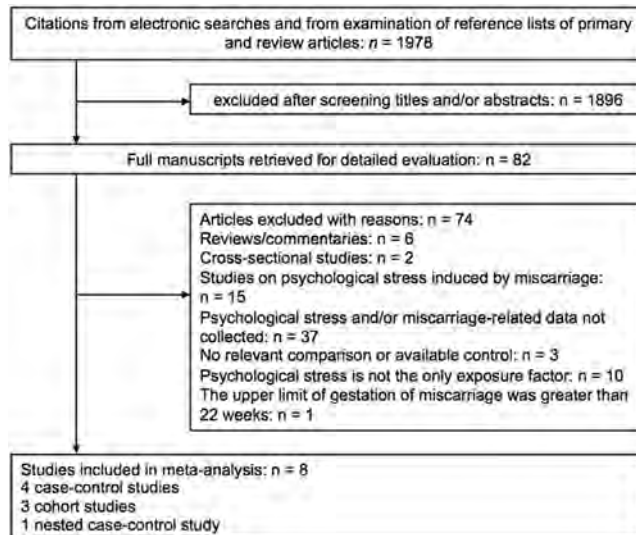 Citations from electronic searches and from examination of reference lists of primary
and review articles: n = 1978
excluded after screening titles and/or abstracts: n = 1896
Full manuscripts retrieved for detailed evaluation: n = 82
Articles excluded with reasons: n = 74
Reviews/commentaries: n = 6
Cross-sectional studies: n = 2
Studies on psychological stress induced by miscarriage:
n = 15
Psychological stress and/or miscarriage-related data not
collected: n = 37
No relevant comparison or available control: n = 3
Psychological stress is not the only exposure factor: n = 10
The upper limit of gestation of miscarriage was greater than
22 weeks: n = 1
Studies included in meta-analysis: n = 8
4 case-control studies
3 cohort studies
1 nested case-control study